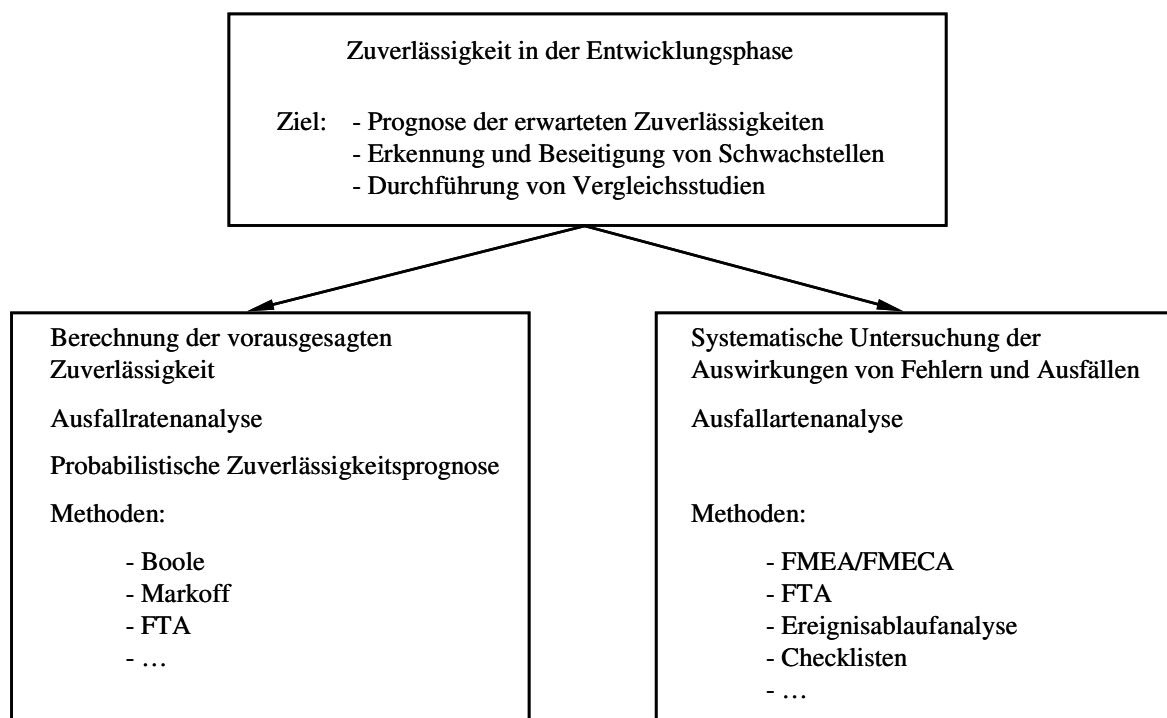 Zuverlässigkeit in der Entwicklungsphase
Ziel: - Prognose der erwarteten Zuverlässigkeiten
- Erkennung und Beseitigung von Schwachstellen
- Durchführung von Vergleichsstudien
Berechnung der vorausgesagten
Zuverlässigkeit
Ausfallratenanalyse
Probabilistische Zuverlässigkeitsprognose
Methoden:
- Boole
- Markoff
- FTA
- …
Systematische Untersuchung der
Auswirkungen von Fehlern und Ausfällen
Ausfallartenanalyse
Methoden:
- FMEA/FMECA
- FTA
- Ereignisablaufanalyse
- Checklisten
- …